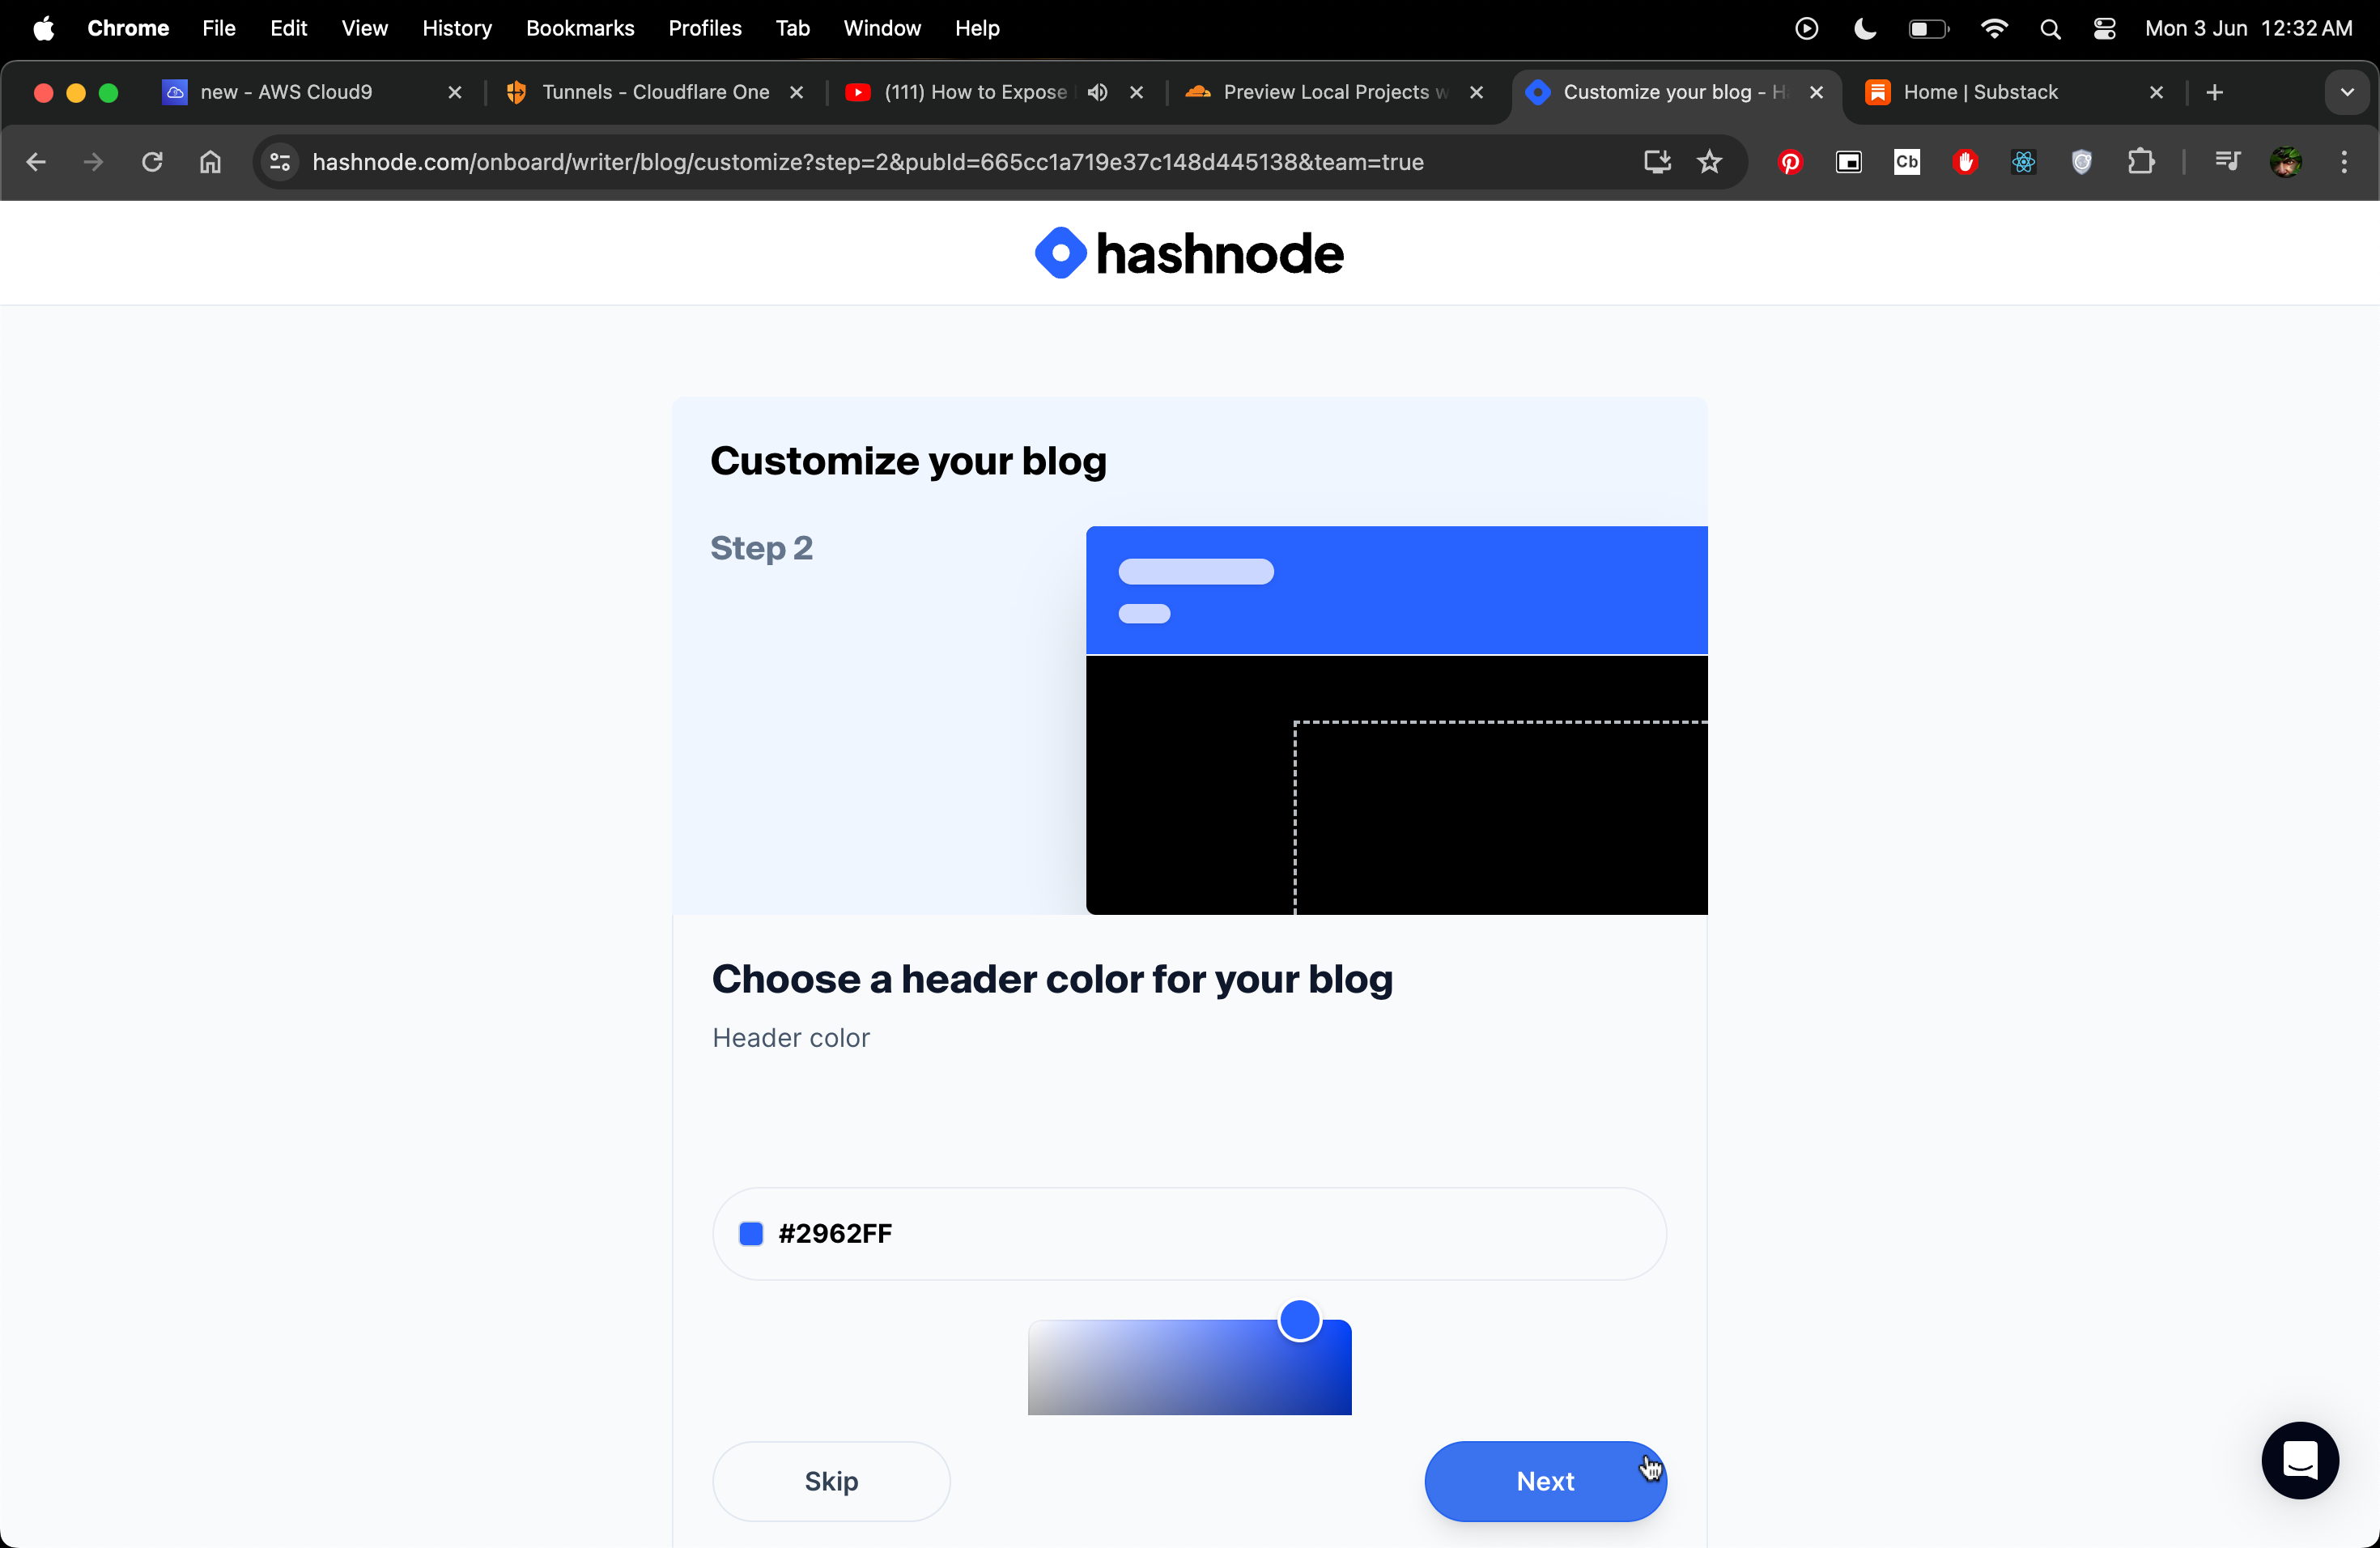 Chrome File Edit View History Bookmarks Profiles Tab Window Help Mon 3 Jun 12:32 AM
new - AWS Cloud9 Tunnels - Cloudflare One (111) How to Expose Preview Local Projects w Customize your blog - H Home | Substack
hashnode.com/onboard/writer/blog/customize?step=2&pubId=665cc1a719e37c148d445138&team=true Cb
hashnode
Customize your blog
Step 2
Choose a header color for your blog
Header color
#2962FF
Skip Next